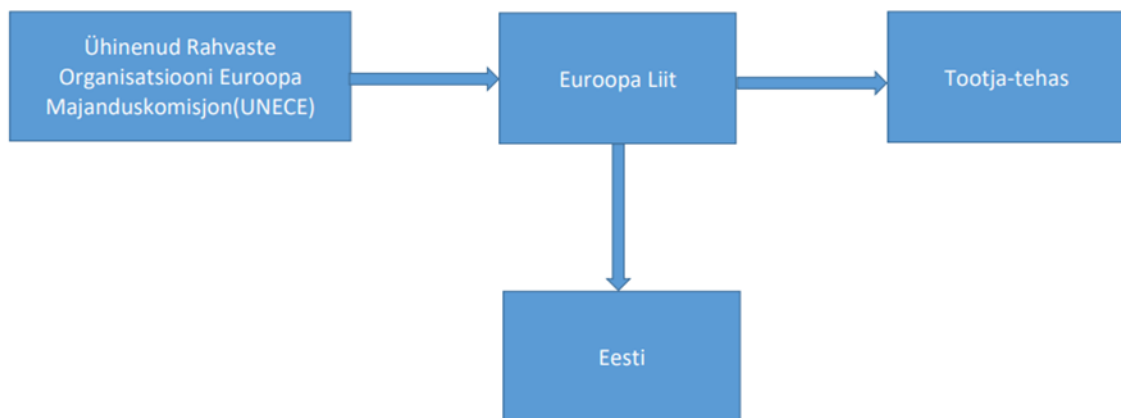 Ühinenud Rahvaste
Organisatsiooni Euroopa
Majanduskomisjon(UNECE)
Euroopa Liit
Tootja-tehas
Eesti